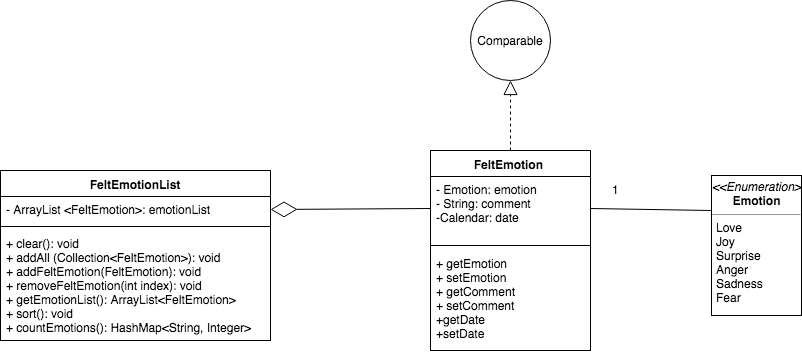 Comparable
FeltEmotionList
- ArrayList <FeltEmotion>: emotionList
+ clear(): void
+ addAll (Collection<FeltEmotion>): void
+ addFeltEmotion(FeltEmotion): void
+ removeFeltEmotion(int index): void
+ getEmotionList(): ArrayList<FeltEmotion>
+ sort(): void
+ countEmotions(): HashMap<String, Integer>
FeltEmotion
- Emotion: emotion
- String: comment
-Calendar: date
+ getEmotion
+ setEmotion
+ getComment
+ setComment
+getDate
+setDate
1
<<Enumeration>
Emotion
Love
Joy
Surprise
Anger
Sadness
Fear